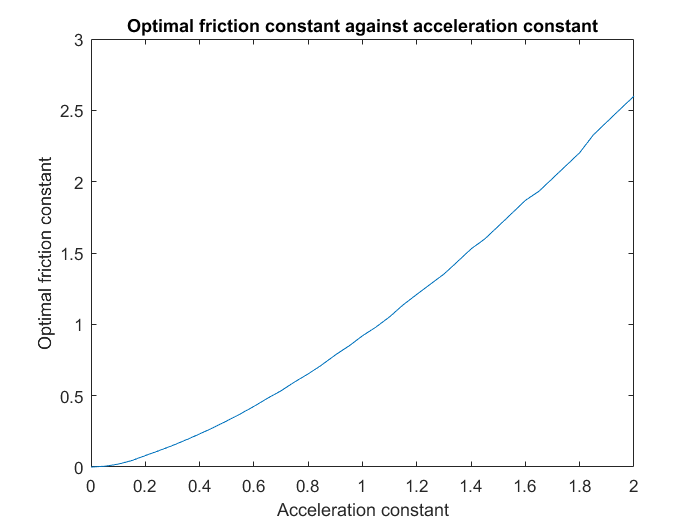 Optimal friction constant against acceleration constant
3
2.5
2
1.5
1
0.5
0
Optimal friction constant
0 0.2 0.4 0.6 0.8 1 1.2 1.4 1.6 1.8 2
Acceleration constant